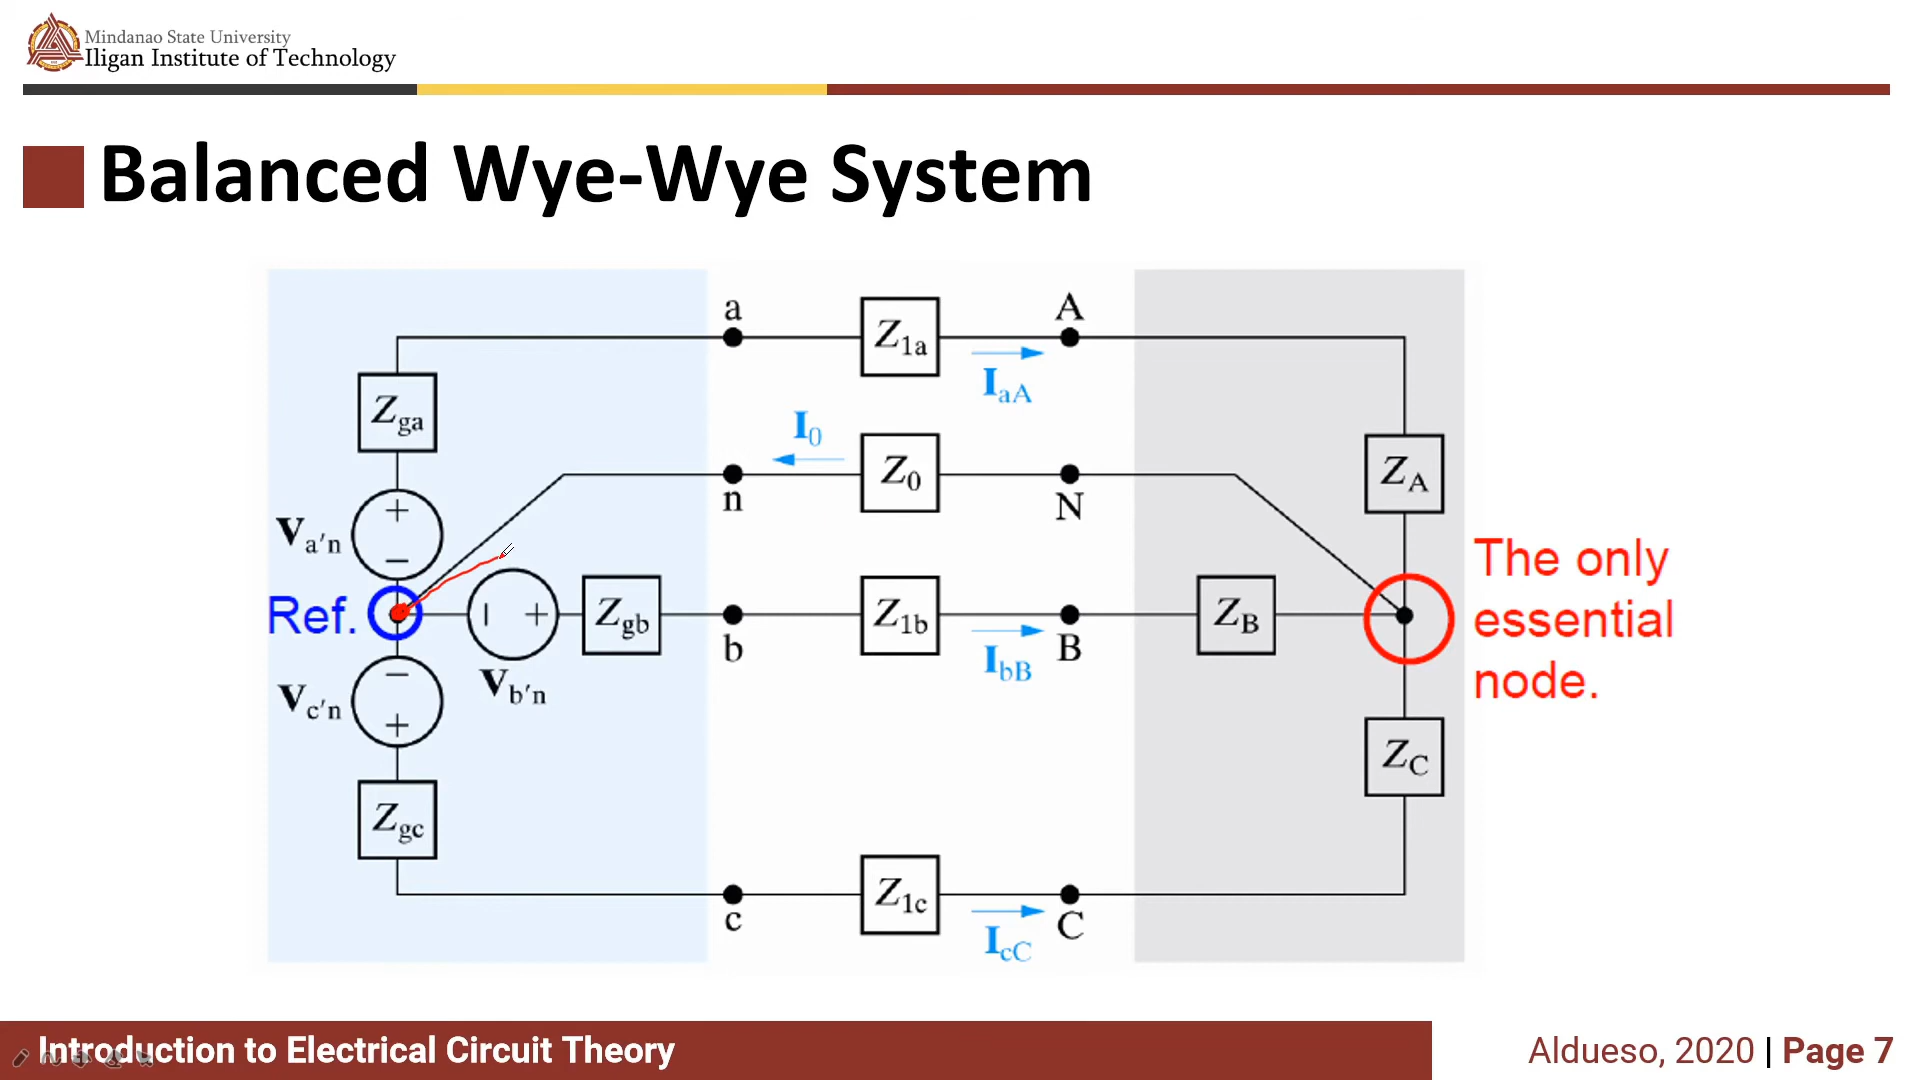 Mindanao State University
Iligan Institute of Technology
Balanced Wye-Wye System
a
Z1a
A
IaA
Zga
I0
Z0
n
N
ZA
+
Va′n
−
Ref.
− +
Vb′n
Zgb
b
Z1b
IbB
B
ZB
The only
essential
node.
−
Vc′n
+
ZC
Zgc
c
Z1c
IcC
C
Introduction to Electrical Circuit Theory
Aldueso, 2020 | Page 7